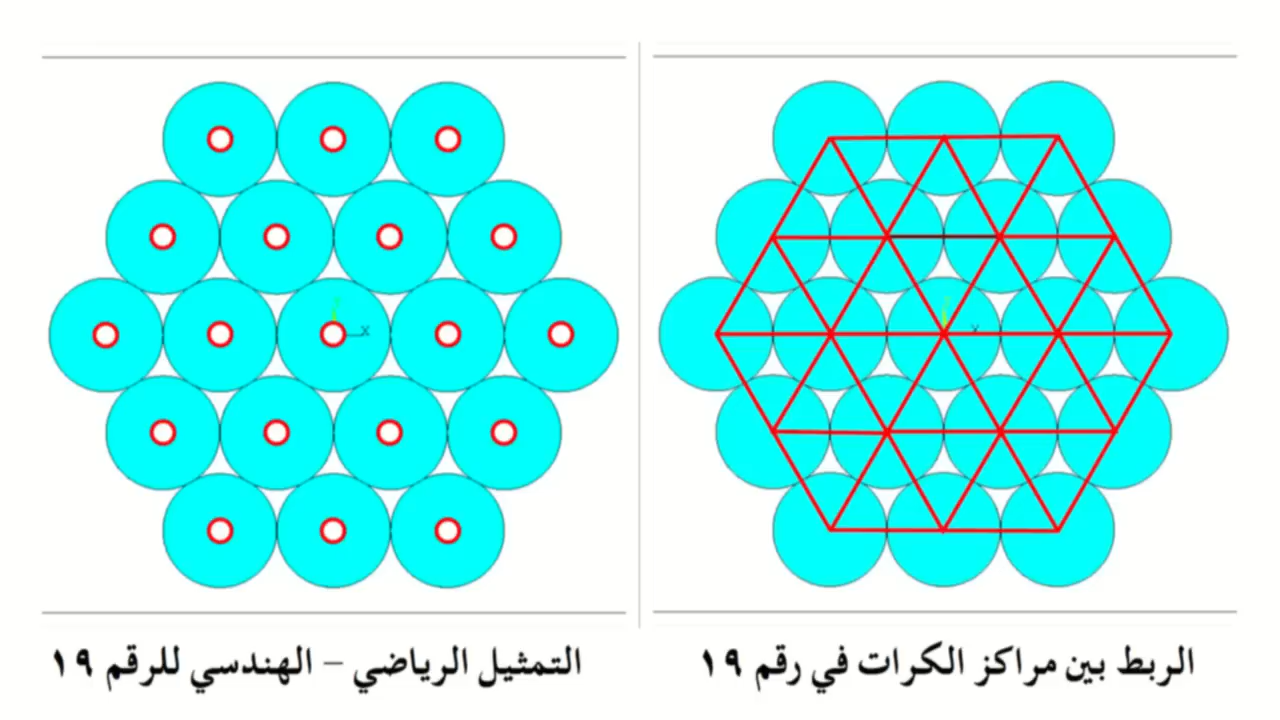 الربط بين مراكز الكرات في رقم ١٩
التمثيل الرياضي – الهندسي للرقم ١٩
X